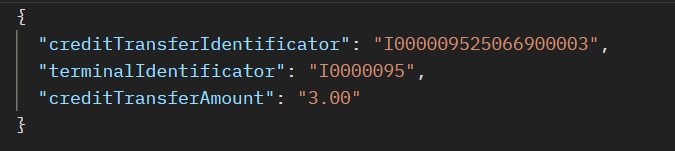 {
"creditTransferIdentificator": "I000009525066900003",
"terminalIdentificator": "I0000095",
"creditTransferAmount": "3.00"
}